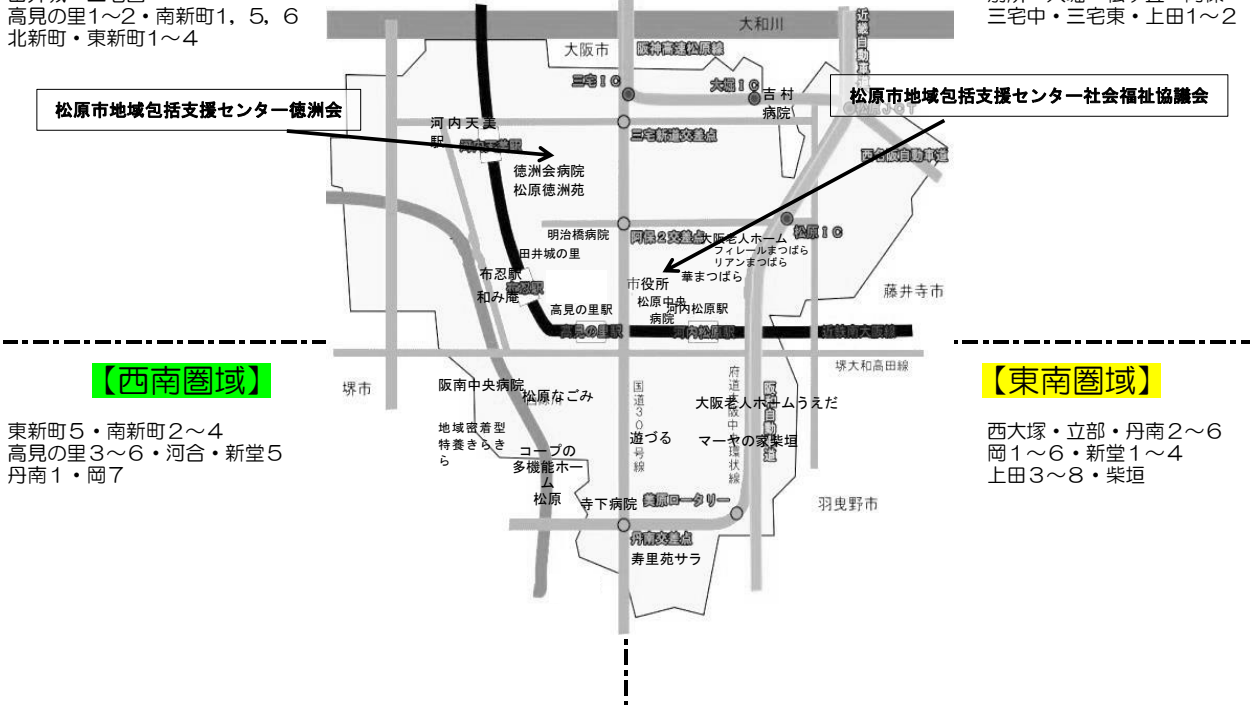 高見の里1～2・南新町1，5，6
北新町・東新町1～4
三宅中・三宅東・上田1～2
大和川
近畿自動車道
大阪市
阪神高速松原線
三宅IC
大堀IC
吉村
病院
松原市地域包括支援センター徳洲会
松原市地域包括支援センター社会福祉協議会
河内天美
駅
河内天美駅
三宅新道交差点
西名阪自動車道
徳洲会病院
松原徳洲苑
明治橋病院
阿保2交差点
大阪老人ホーム
松原IC
フィレールまつばら
リアンまつばら
田井城の里
布忍駅
布忍駅
和み庵
市役所
華まつばら
藤井寺市
高見の里駅
松原中央
病院
河内松原駅
高見の里駅
河内松原駅
近鉄南大阪線
堺大和高田線
【西南圏域】
【東南圏域】
堺市
阪南中央病院
松原なごみ
国道309号線
府道大阪中央環状線
阪和自動車道
大阪老人ホームうえだ
東新町5・南新町2～4
高見の里3～6・河合・新堂5
丹南1・岡7
地域密着型
特養きらき
ら
遊づる
マーヤの家柴垣
西大塚・立部・丹南2～6
岡1～6・新堂1～4
上田3～8・柴垣
コープの
多機能ホー
ム
松原
寺下病院
美原ロータリー
羽曳野市
丹南交差点
寿里苑サラ